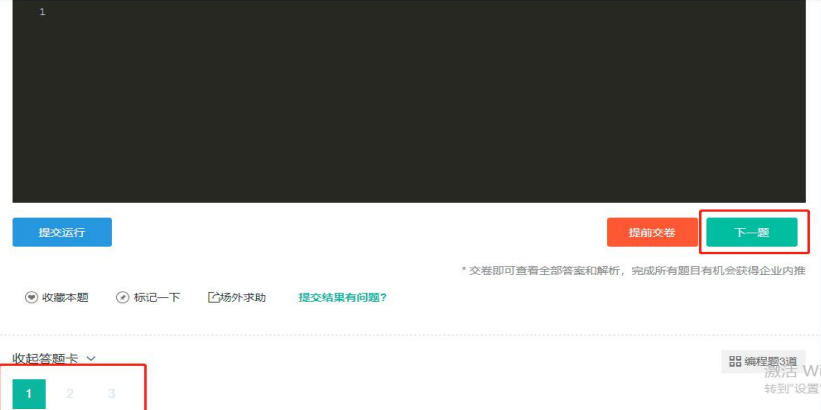 1
提交运行
提前交卷
下一题
* 交卷即可查看全部答案和解析，完成所有题目有机会获得企业内推
收藏本题
标记一下
场外求助
提交结果有问题?
收起答题卡
编程题3道
激活 Wi
转到"设置"
1 2 3